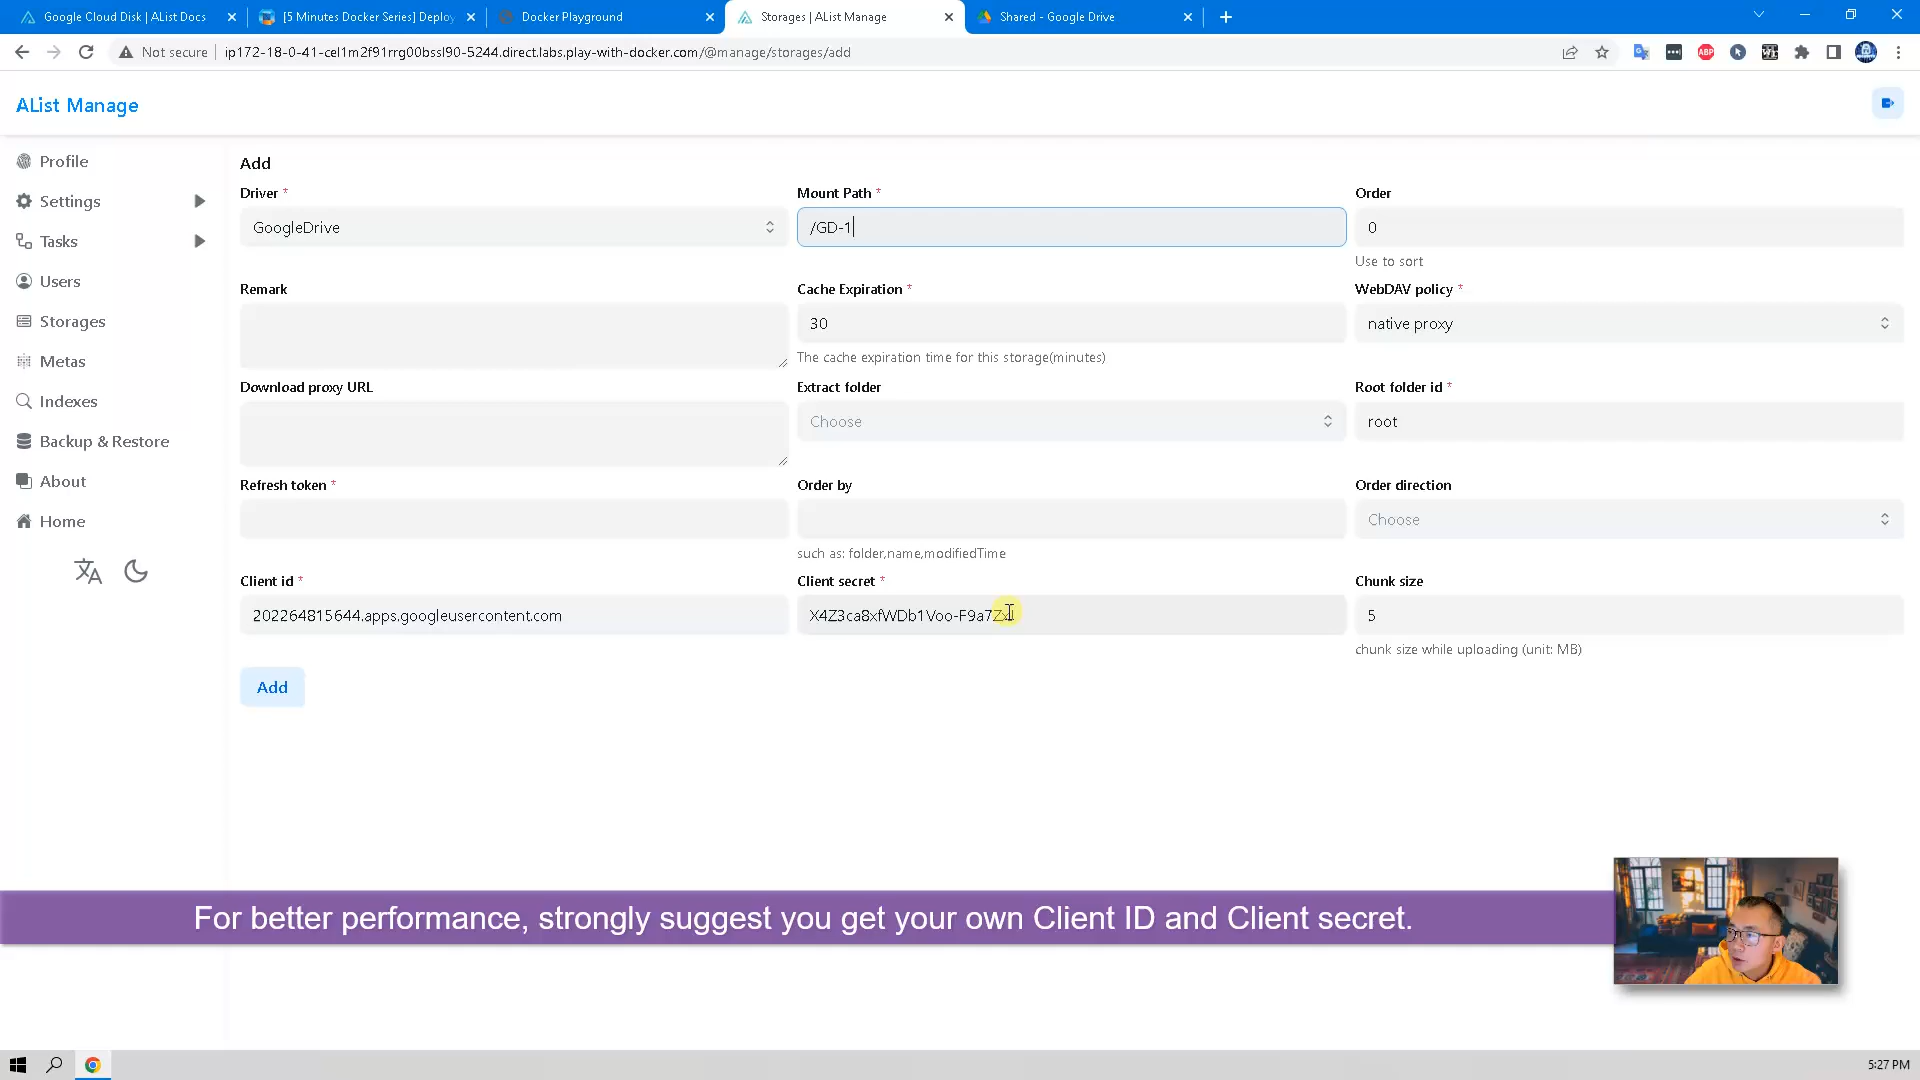 Google Cloud Disk | AList Docs
[5 Minutes Docker Series] Deploy
Docker Playground
Storages | AList Manage
Shared - Google Drive
Not secure
ip172-18-0-41-cel1m2f91rrg00bssl90-5244.direct.labs.play-with-docker.com/@manage/storages/add
ABP
AList Manage
Profile
Settings
Tasks
Users
Storages
Metas
Indexes
Backup & Restore
About
Home
Add
Driver *
Mount Path *
Order
GoogleDrive
/GD-1
0
Use to sort
Remark
Cache Expiration *
WebDAV policy *
30
native proxy
The cache expiration time for this storage(minutes)
Download proxy URL
Extract folder
Root folder id *
Choose
root
Refresh token *
Order by
Order direction
Choose
such as: folder,name,modifiedTime
Client id *
Client secret *
Chunk size
202264815644.apps.googleusercontent.com
5
chunk size while uploading (unit: MB)
Add
For better performance, strongly suggest you get your own Client ID and Client secret.
5:27 PM